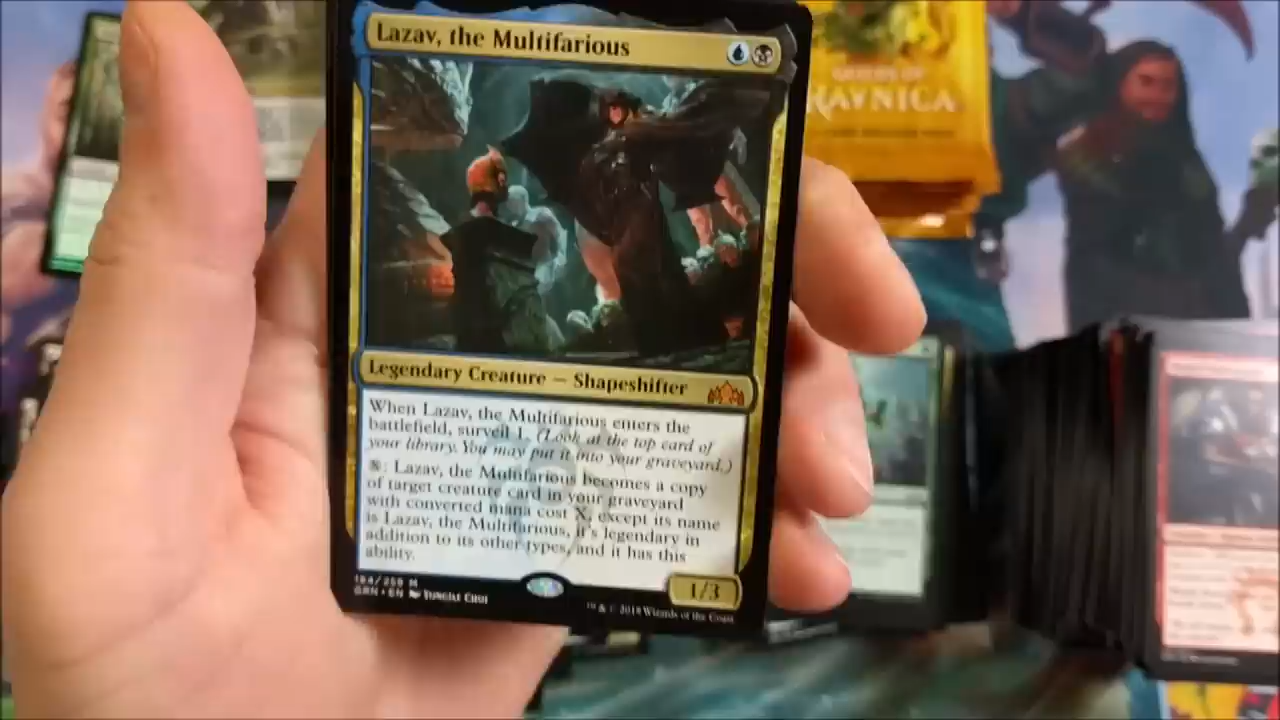 Lazav, the Multifarious
GUILDS OF
RAVNICA
Legendary Creature — Shapeshifter
When Lazav, the Multifarious enters the
battlefield, surveil 1. (Look at the top card of
your library. You may put it into your graveyard.)
X: Lazav, the Multifarious becomes a copy
of target creature card in your graveyard
with converted mana cost X, except its name
is Lazav, the Multifarious, it's legendary in
addition to its other types, and it has this
ability.
184/259 M
GRN • EN YONGJAE CHOI
1/3
™ & © 2018 Wizards of the Coast